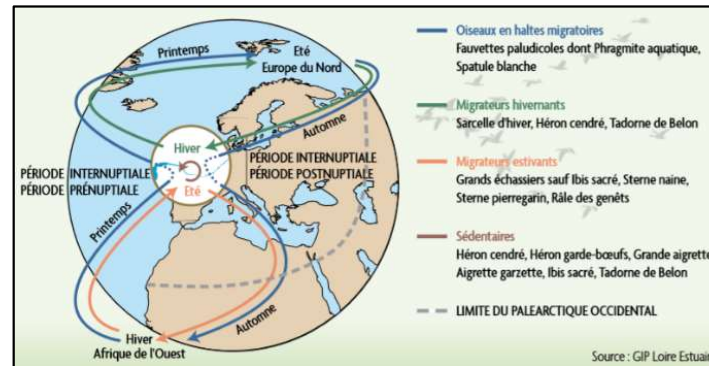 Printemps
Eté
Europe du Nord
Automne
Hiver
PÉRIODE INTERNUPTIALE
PÉRIODE PRÉNUPTIALE
PÉRIODE INTERNUPTIALE
PÉRIODE POSTNUPTIALE
Eté
Printemps
Automne
Hiver
Afrique de l'Ouest
Oiseaux en haltes migratoires
Fauvettes paludicoles dont Phragmite aquatique,
Spatule blanche
Migrateurs hivernants
Sarcelle d'hiver, Héron cendré, Tadorne de Belon
Migrateurs estivants
Grands échassiers sauf Ibis sacré, Sterne naine,
Sterne pierregarin, Râle des genêts
Sédentaires
Héron cendré, Héron garde-bœufs, Grande aigrette
Aigrette garzette, Ibis sacré, Tadorne de Belon
LIMITE DU PALEARCTIQUE OCCIDENTAL
Source : GIP Loire Estuair